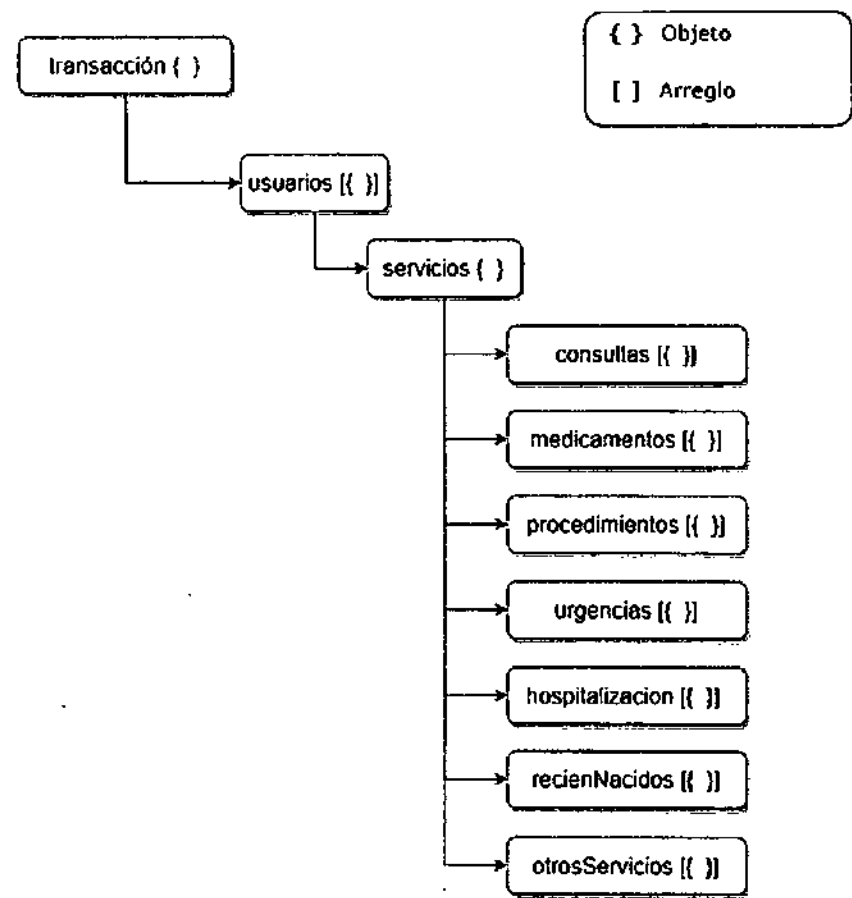 { } Objeto
[ ] Arreglo
transacción { }
usuarios [{ }]
servicios { }
consultas [{ }]
medicamentos [{ }]
procedimientos [{ }]
urgencias [{ }]
hospitalizacion [{ }]
recienNacidos [{ }]
otrosServicios [{ }]